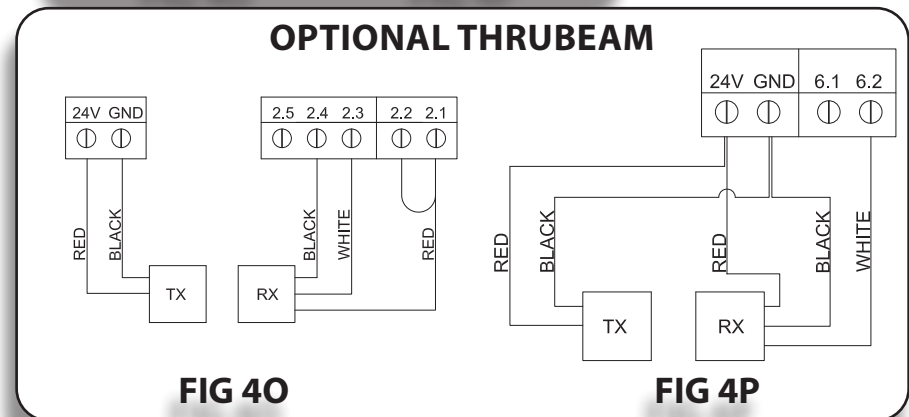 OPTIONAL THRUBEAM
24V GND
2.5 2.4 2.3 2.2 2.1
RED
BLACK
BLACK
WHITE
RED
TX
RX
FIG 4O
24V GND 6.1 6.2
RED
BLACK
RED
BLACK
WHITE
TX
RX
FIG 4P